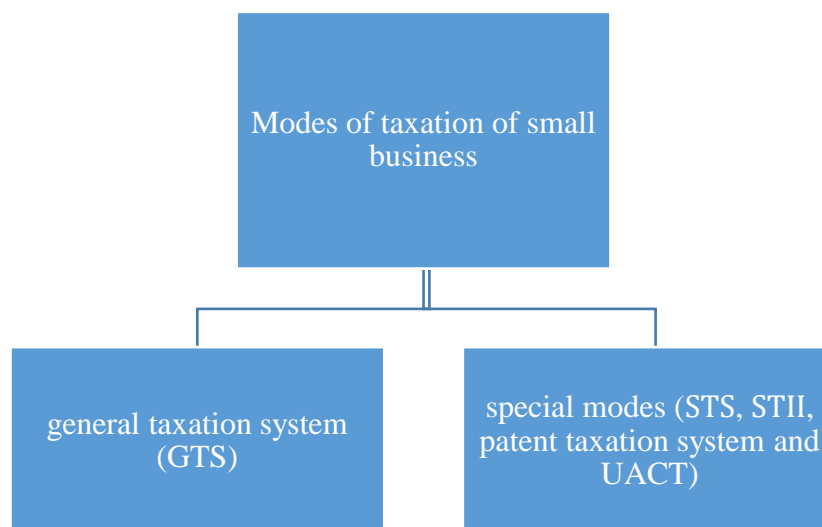 Modes of taxation of small
business
general taxation system
(GTS)
special modes (STS, STII,
patent taxation system and
UACT)